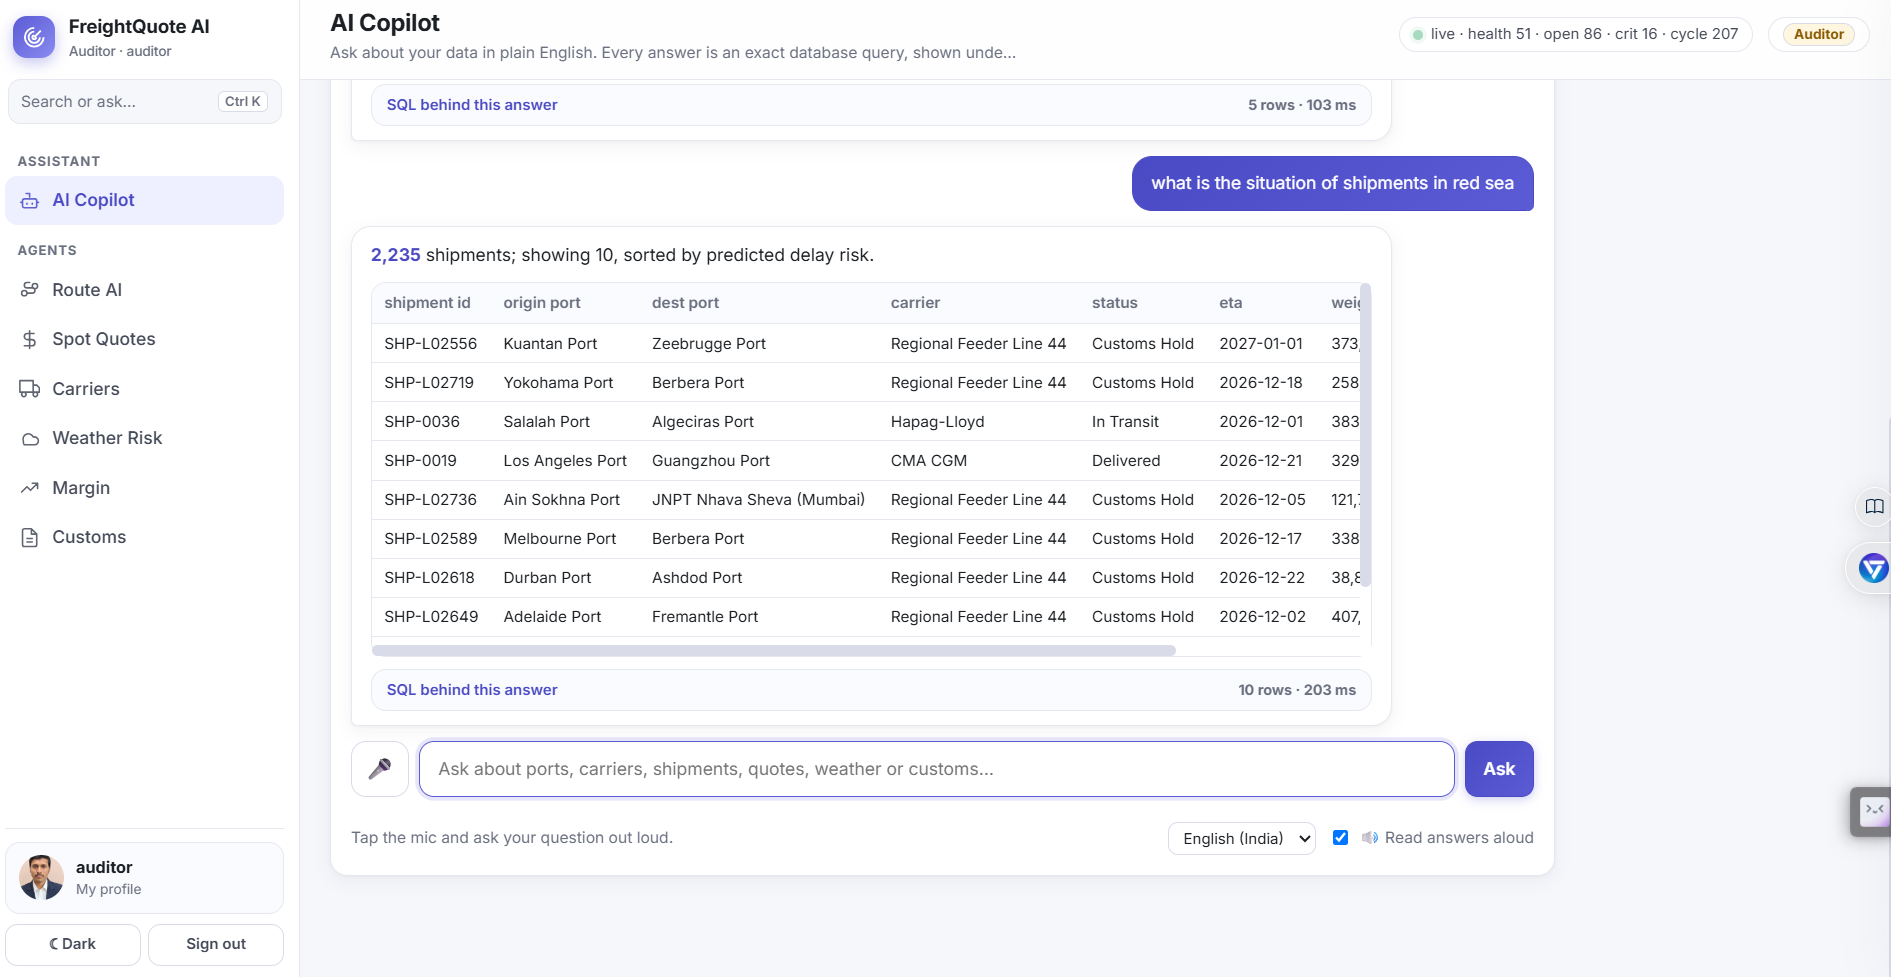 FreightQuote AI
Auditor · auditor
Search or ask...
Ctrl K
ASSISTANT
AI Copilot
AGENTS
Route AI
Spot Quotes
Carriers
Weather Risk
Margin
Customs
auditor
My profile
Dark
Sign out
AI Copilot
Ask about your data in plain English. Every answer is an exact database query, shown unde...
live · health 51 · open 86 · crit 16 · cycle 207
Auditor
SQL behind this answer 5 rows · 103 ms
what is the situation of shipments in red sea
2,235 shipments; showing 10, sorted by predicted delay risk.
shipment id origin port dest port carrier status eta
SHP-L02556 Kuantan Port Zeebrugge Port Regional Feeder Line 44 Customs Hold 2027-01-01 373,
SHP-L02719 Yokohama Port Berbera Port Regional Feeder Line 44 Customs Hold 2026-12-18 258
SHP-0036 Salalah Port Algeciras Port Hapag-Lloyd In Transit 2026-12-01 383
SHP-0019 Los Angeles Port Guangzhou Port CMA CGM Delivered 2026-12-21 329
SHP-L02736 Ain Sokhna Port JNPT Nhava Sheva (Mumbai) Regional Feeder Line 44 Customs Hold 2026-12-05 121,
SHP-L02589 Melbourne Port Berbera Port Regional Feeder Line 44 Customs Hold 2026-12-17 338
SHP-L02618 Durban Port Ashdod Port Regional Feeder Line 44 Customs Hold 2026-12-22 38,8
SHP-L02649 Adelaide Port Fremantle Port Regional Feeder Line 44 Customs Hold 2026-12-02 407,
SQL behind this answer 10 rows · 203 ms
Ask about ports, carriers, shipments, quotes, weather or customs...
Ask
Tap the mic and ask your question out loud.
English (India)
Read answers aloud